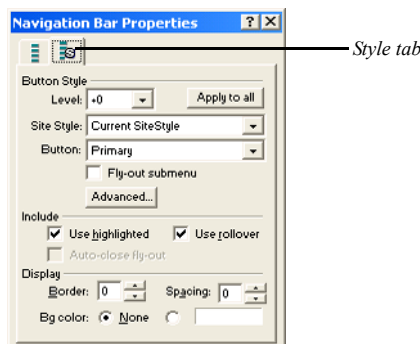 Navigation Bar Properties
Style tab
Button Style
Level: +0 Apply to all
Site Style: Current SiteStyle
Button: Primary
Fly-out submenu
Advanced...
Include
Use highlighted Use rollover
Auto-close fly-out
Display
Border: 0 Spacing: 0
Bg color: None